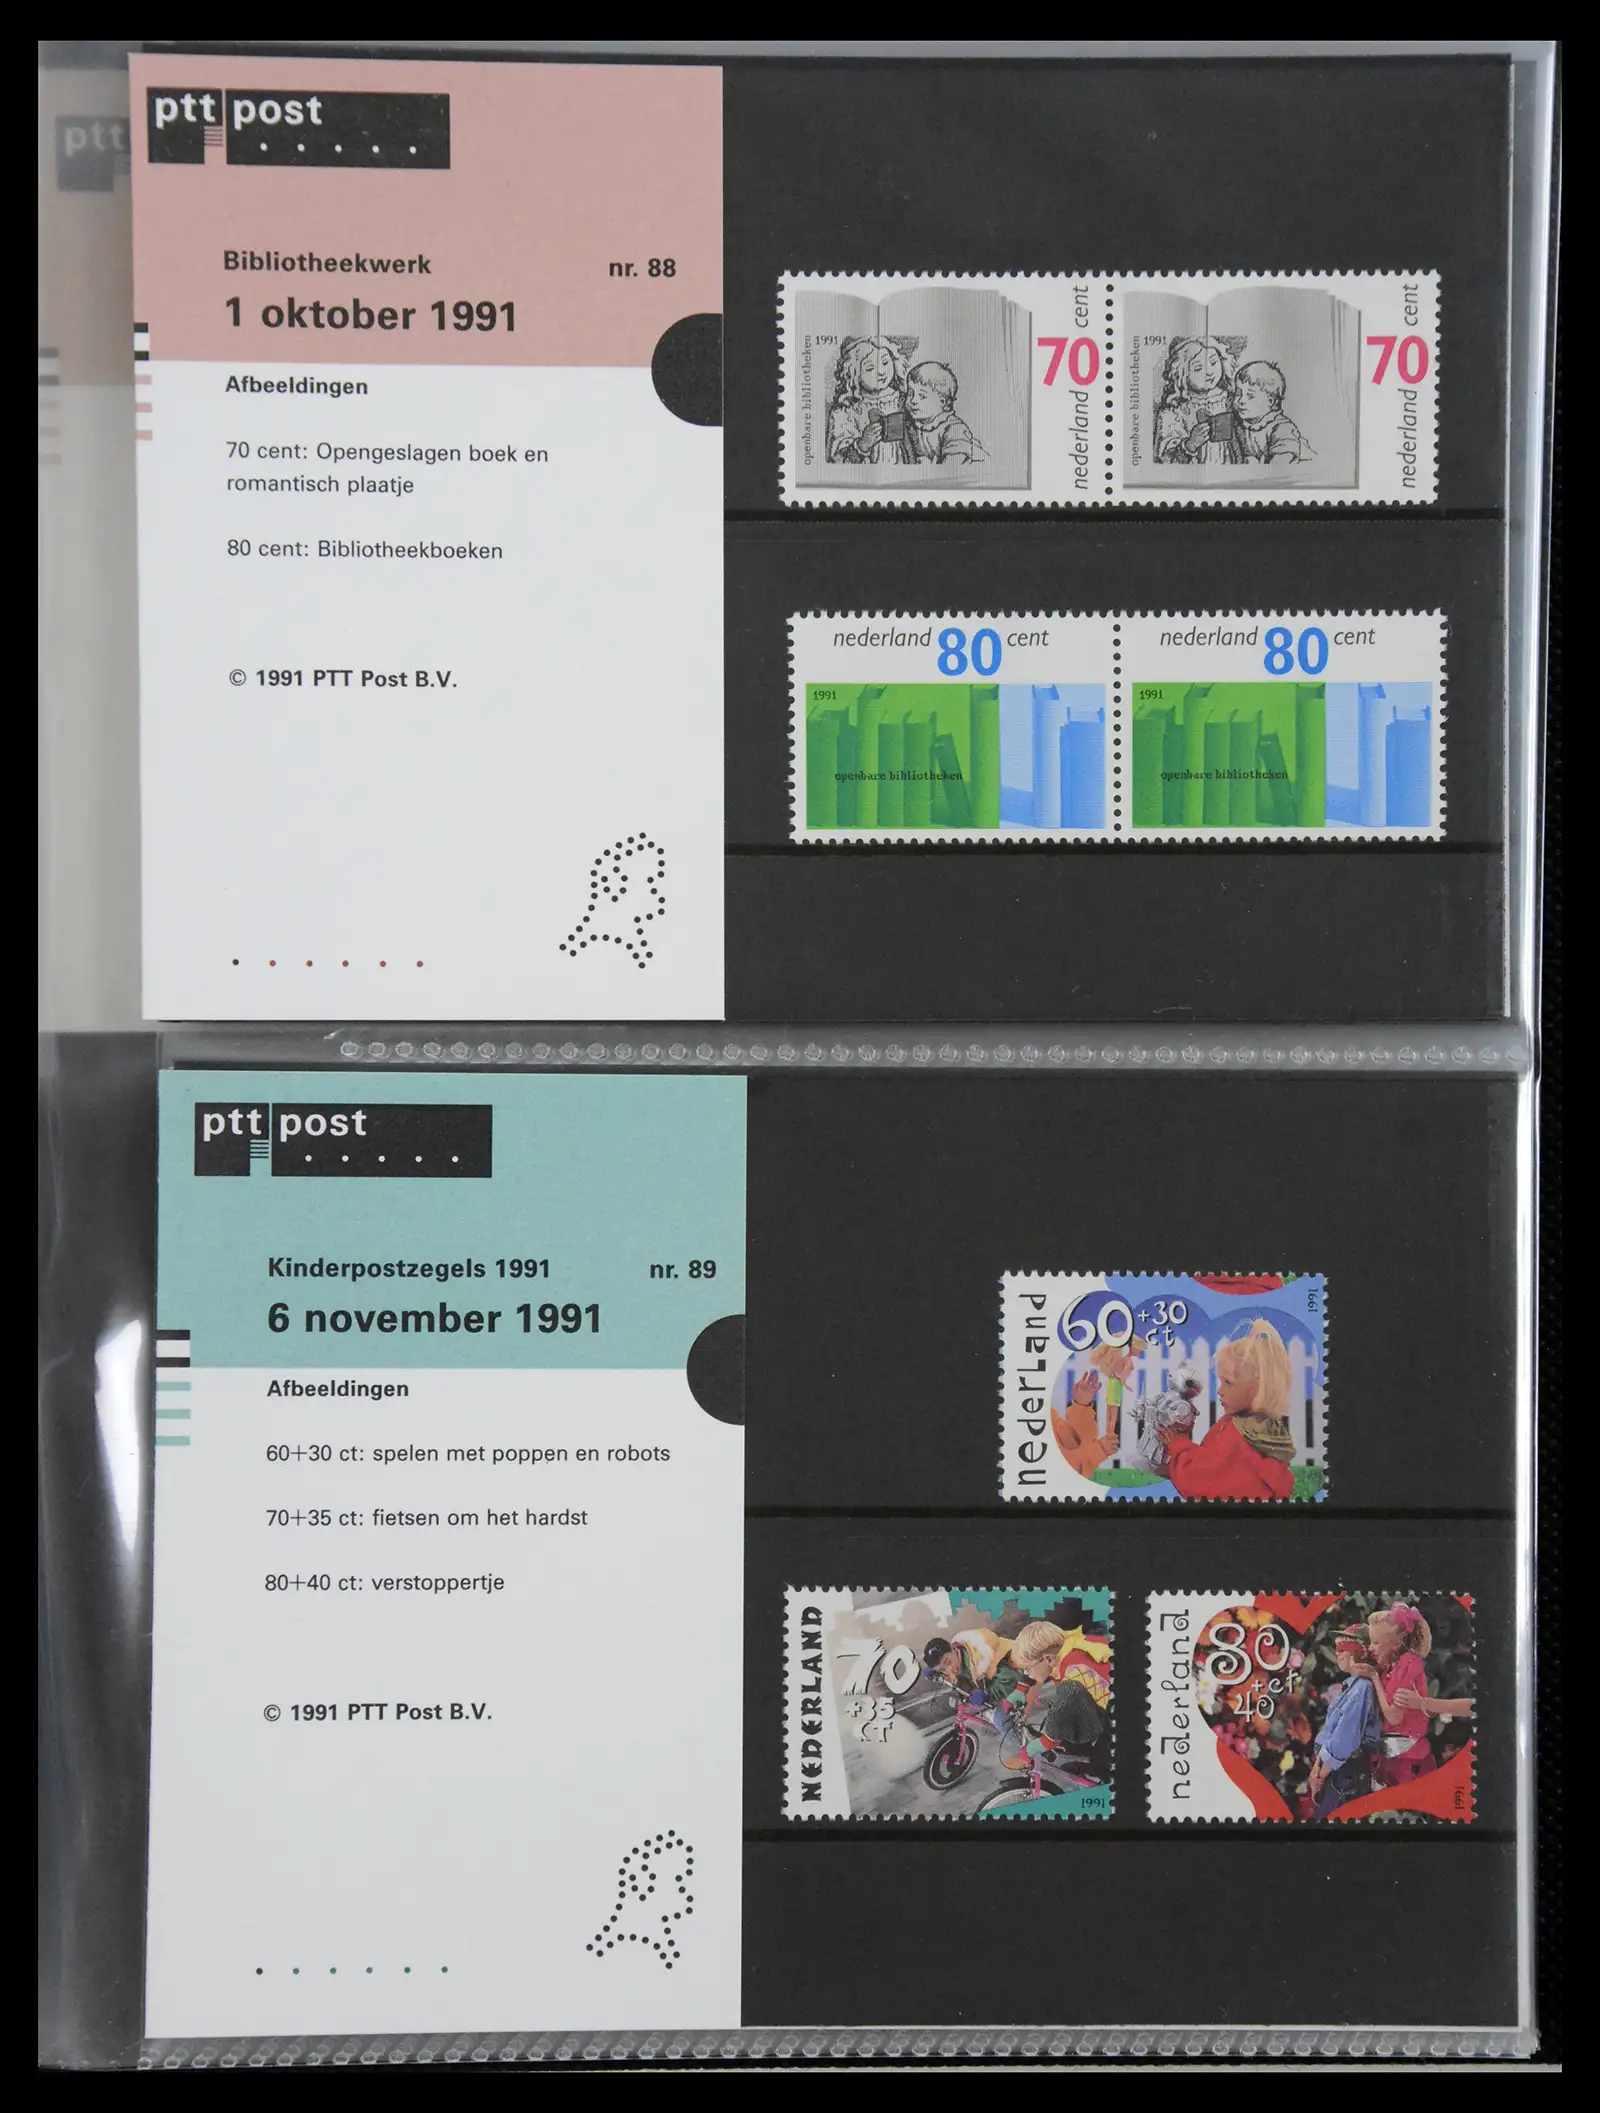 ptt
ptt post
Bibliotheekwerk nr. 88
1 oktober 1991
Afbeeldingen
70 cent: Opengeslagen boek en
romantisch plaatje
80 cent: Bibliotheekboeken
© 1991 PTT Post B.V.
openbare bibliotheken
1991
70
nederland cent
openbare bibliotheken
1991
70
nederland cent
nederland 80 cent
1991
openbare bibliotheken
nederland 80 cent
1991
openbare bibliotheken
ptt post
Kinderpostzegels 1991 nr. 89
6 november 1991
Afbeeldingen
60+30 ct: spelen met poppen en robots
70+35 ct: fietsen om het hardst
80+40 ct: verstoppertje
© 1991 PTT Post B.V.
nederland
60 +30
ct
1991
NEDERLAND
70
+35
CT
1991
nederland
80
+ct
40
1991